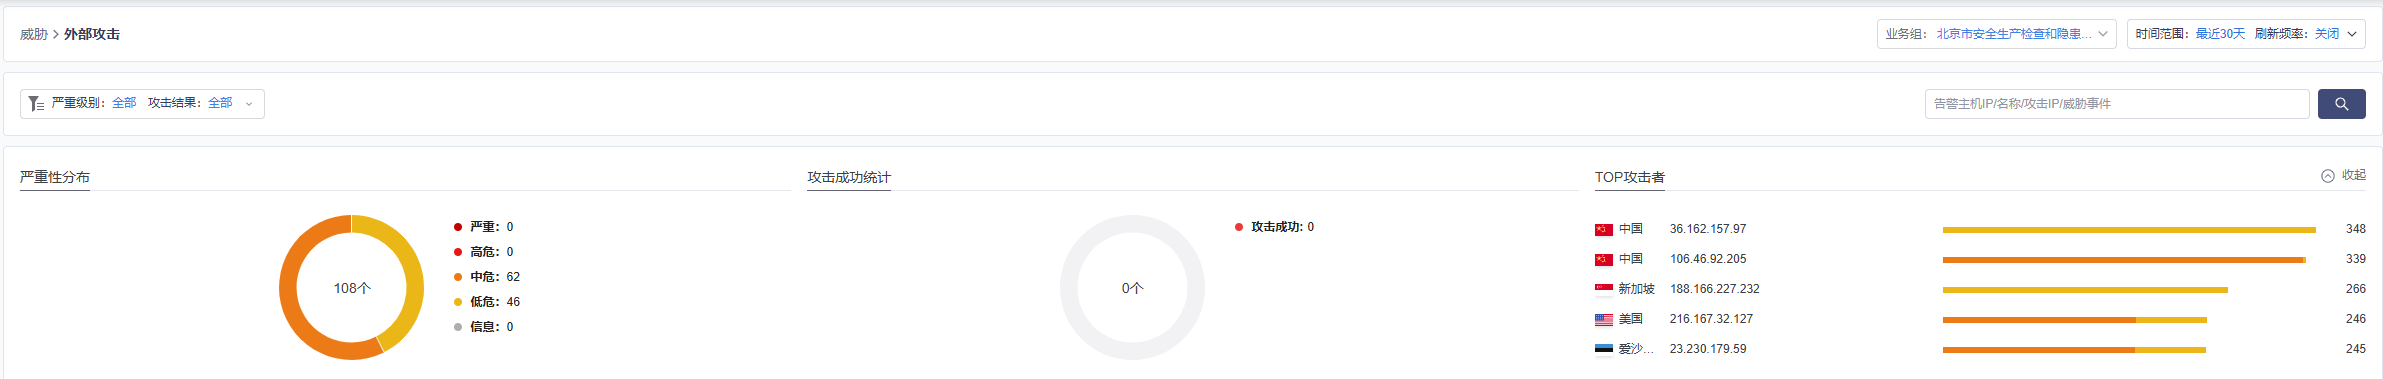 威胁 > 外部攻击
业务组: 北京市安全生产检查和隐患...
时间范围: 最近30天 刷新频率: 关闭
严重级别: 全部 攻击结果: 全部
告警主机IP/名称/攻击IP/威胁事件
严重性分布
108个
严重: 0
高危: 0
中危: 62
低危: 46
信息: 0
攻击成功统计
0个
攻击成功: 0
TOP攻击者
收起
中国 36.162.157.97 348
中国 106.46.92.205 339
新加坡 188.166.227.232 266
美国 216.167.32.127 246
爱沙... 23.230.179.59 245